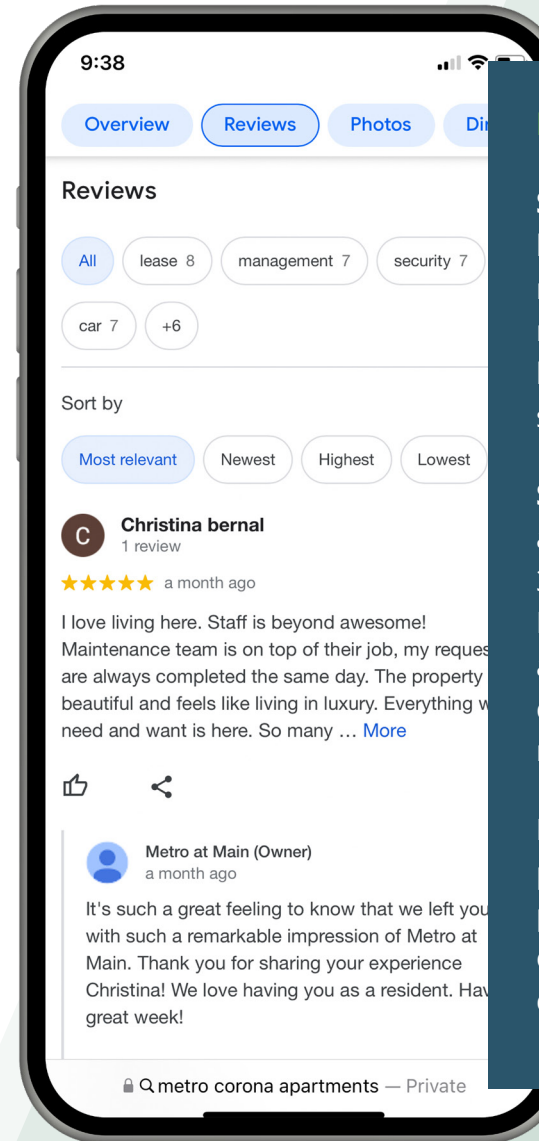 9:38
Overview Reviews Photos
Reviews
All lease 8 management 7 security 7
car 7 +6
Sort by
Most relevant Newest Highest Lowest
C
Christina bernal
1 review
a month ago
I love living here. Staff is beyond awesome!
Maintenance team is on top of their job, my
are always completed the same day. The property
beautiful and feels like living in luxury. Everything
need and want is here. So many … More
Metro at Main (Owner)
a month ago
It's such a great feeling to know that we left you
with such a remarkable impression of Metro at
Main. Thank you for sharing your experience
Christina! We love having you as a resident.
great week!
metro corona apartments — Private